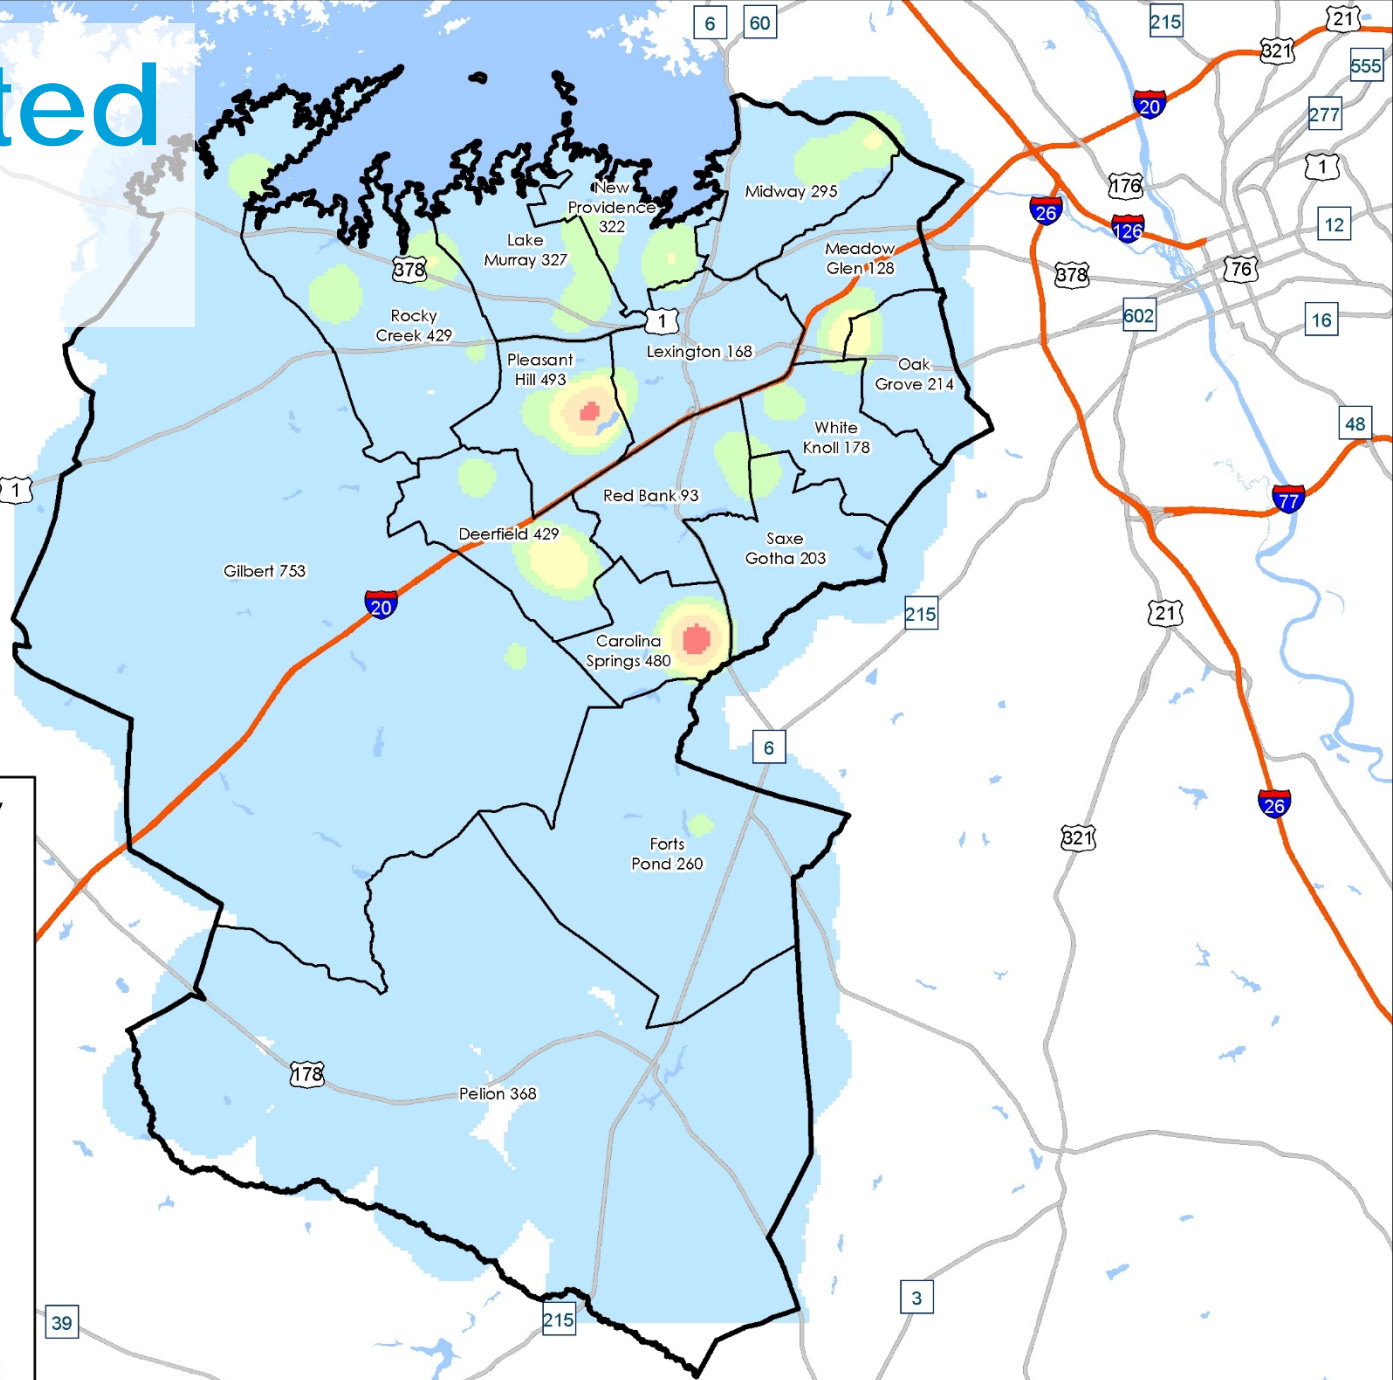 6
60
215
21
321
555
ted
20
277
1
176
New
Providence
322
Midway 295
26
126
12
Lake
Murray 327
Meadow
Glen 128
378
378
76
Rocky
Creek 429
1
602
16
Lexington 168
Pleasant
Hill 493
Oak
Grove 214
White
Knoll 178
48
1
Red Bank 93
77
Deerfield 429
Saxe
Gotha 203
Gilbert 753
20
215
21
Carolina
Springs 480
6
26
Forts
Pond 260
321
178
Pelion 368
39
215
3